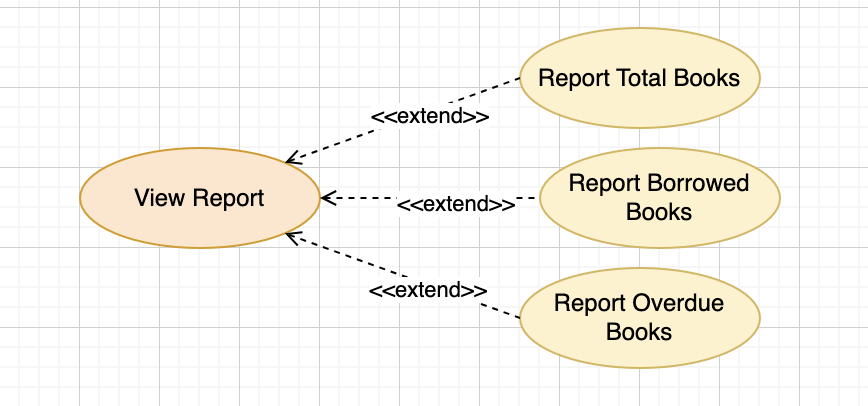 Report Total Books
<<extend>>
View Report
Report Borrowed
Books
<<extend>>
<<extend>>
Report Overdue
Books